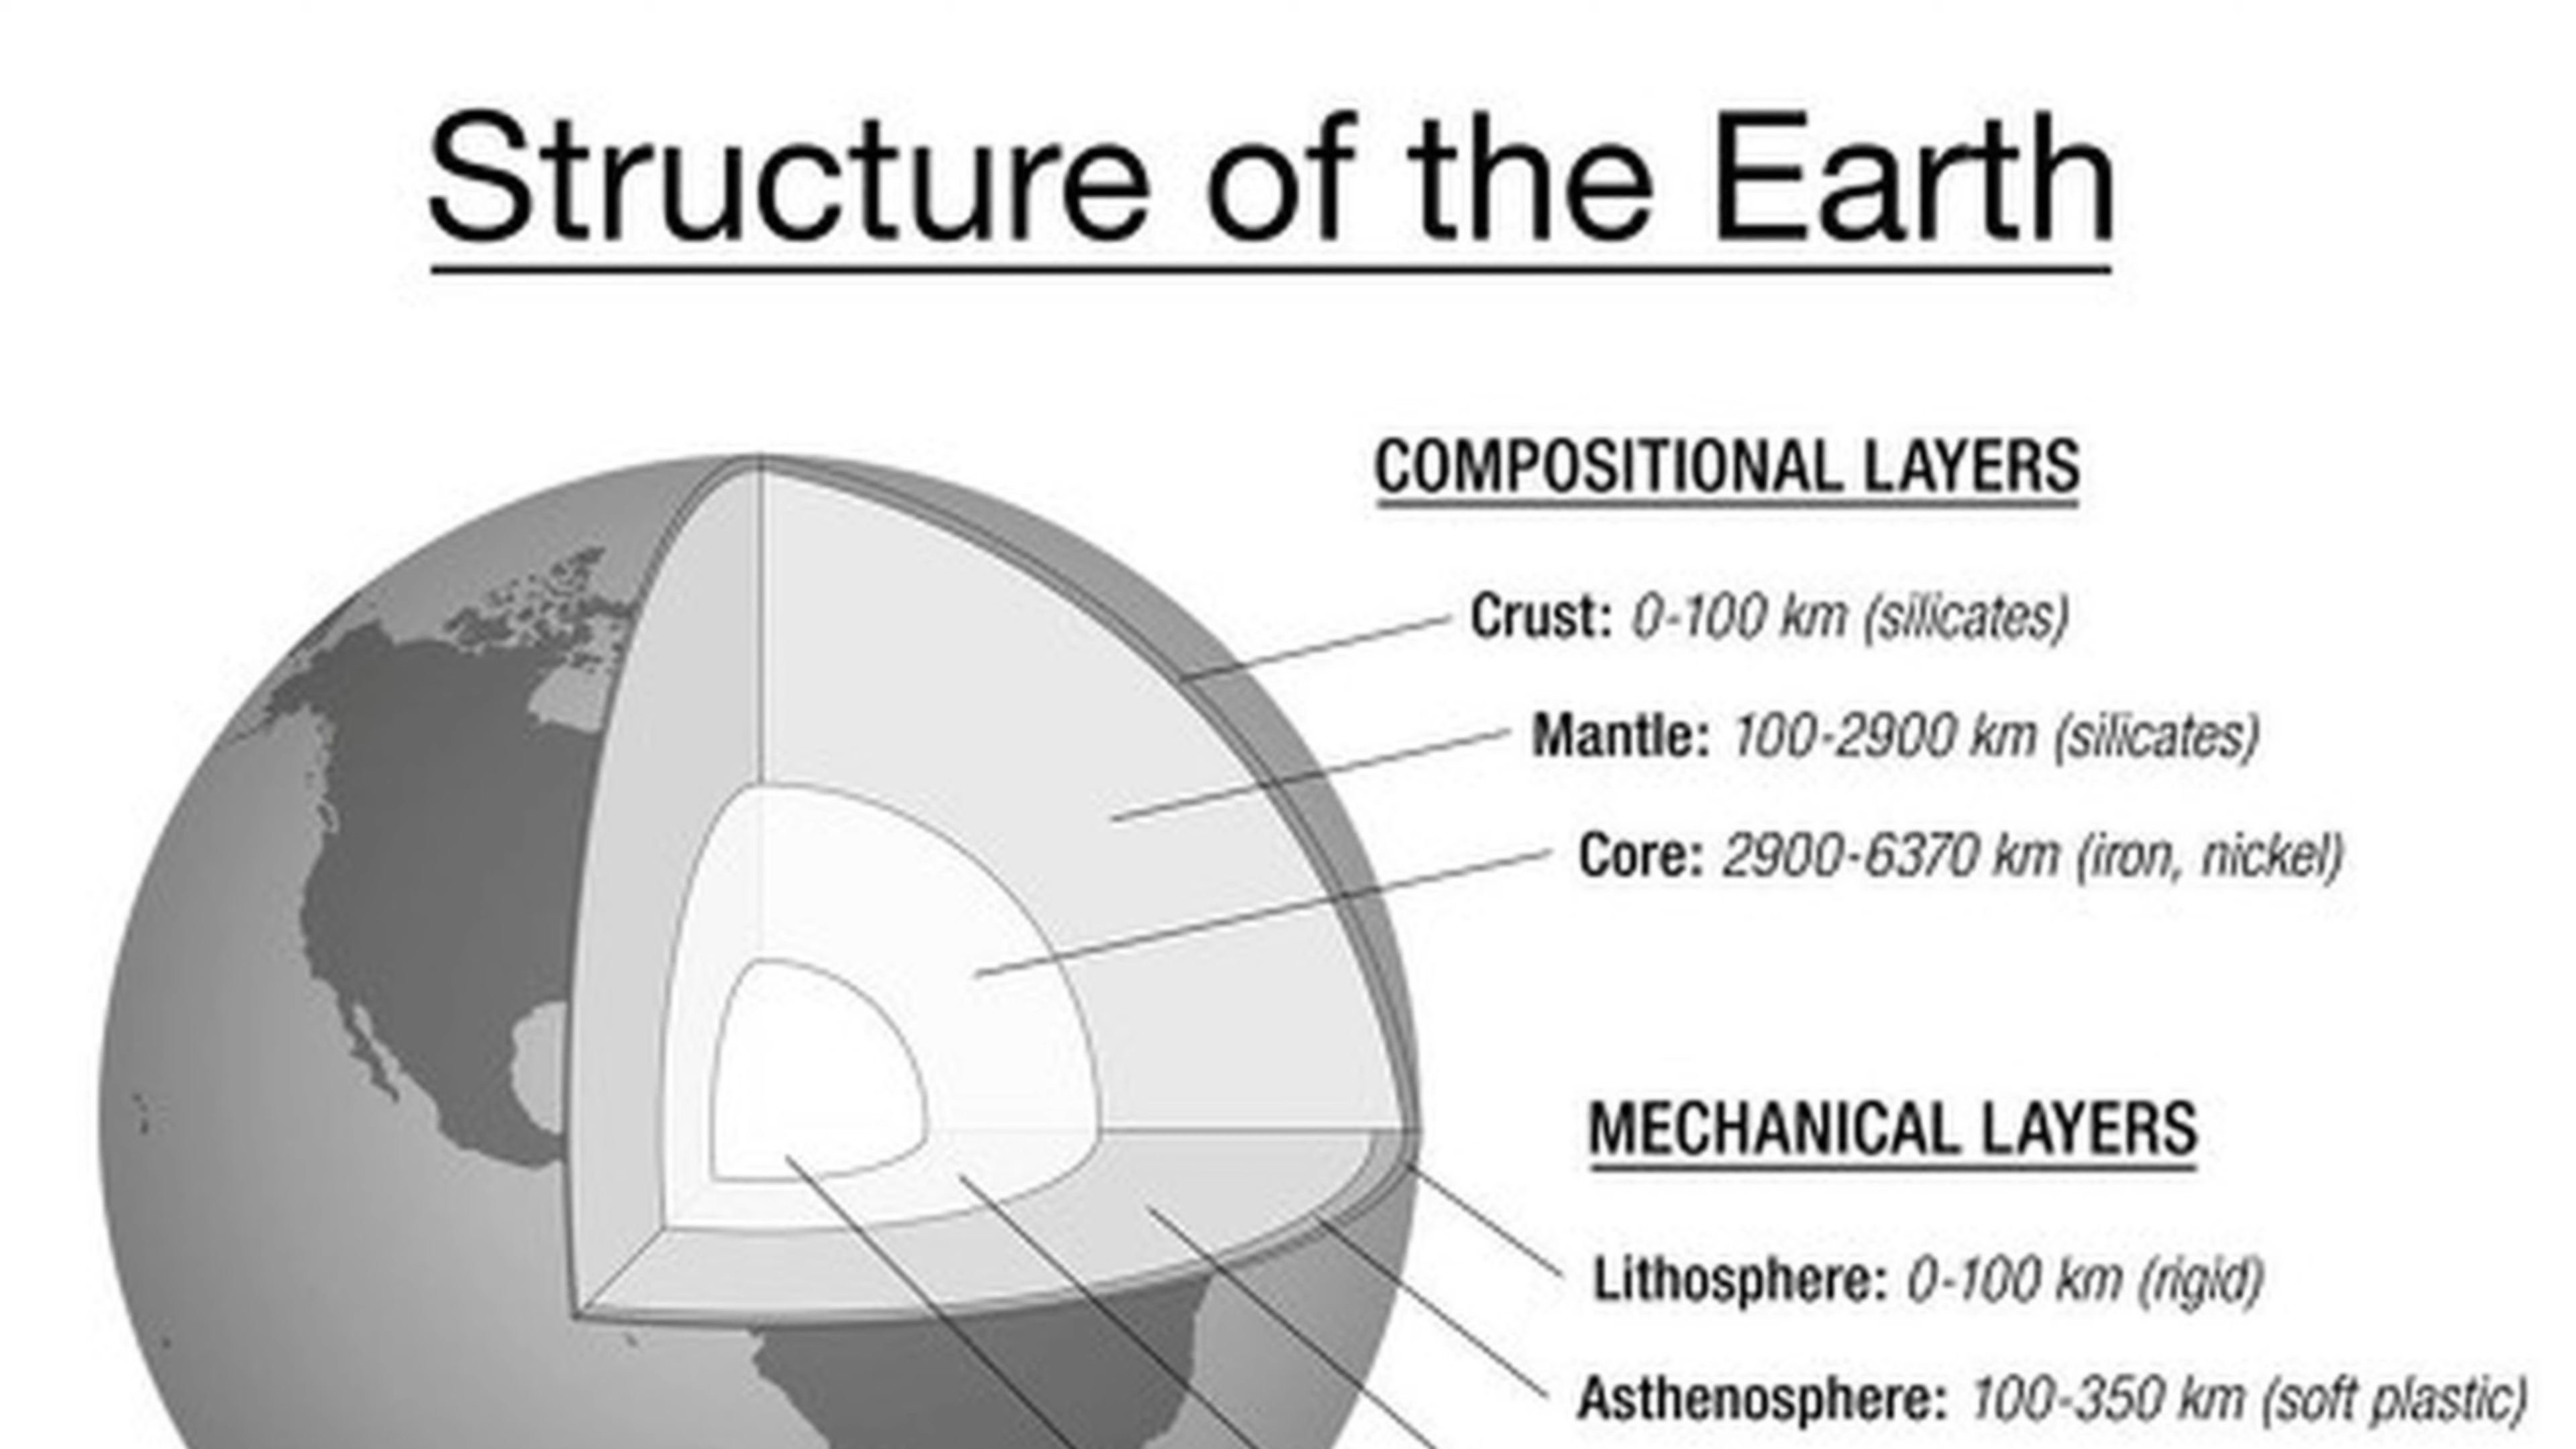 Structure of the Earth
COMPOSITIONAL LAYERS
Crust: 0-100 km (silicates)
Mantle: 100-2900 km (silicates)
Core: 2900-6370 km (iron, nickel)
MECHANICAL LAYERS
Lithosphere: 0-100 km (rigid)
Asthenosphere: 100-350 km (soft plastic)